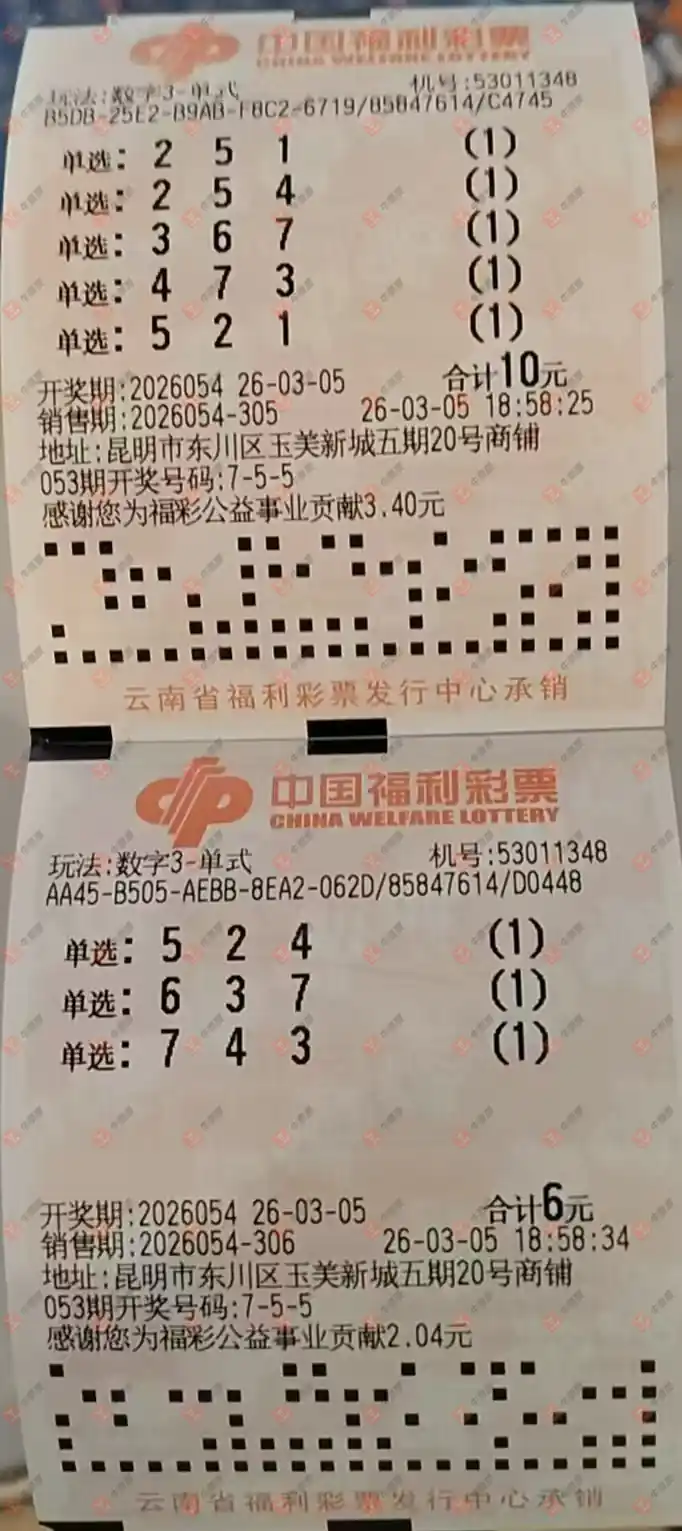 中国福利彩票
CHINA WELFARE LOTTERY
玩法:数字3-单式 机号:53011348
B5DB-25E2-B9AB-F8C2-6719/85847614/C4745
单选: 2 5 1 (1)
单选: 2 5 4 (1)
单选: 3 6 7 (1)
单选: 4 7 3 (1)
单选: 5 2 1 (1)
开奖期:2026054 26-03-05 合计10元
销售期:2026054-305 26-03-05 18:58:25
地址:昆明市东川区玉美新城五期20号商铺
053期开奖号码:7-5-5
感谢您为福彩公益事业贡献3.40元
云南省福利彩票发行中心承销
中国福利彩票
CHINA WELFARE LOTTERY
玩法:数字3-单式 机号:53011348
AA45-B505-AEBB-8EA2-062D/85847614/D0448
单选: 5 2 4 (1)
单选: 6 3 7 (1)
单选: 7 4 3 (1)
开奖期:2026054 26-03-05 合计6元
销售期:2026054-306 26-03-05 18:58:34
地址:昆明市东川区玉美新城五期20号商铺
053期开奖号码:7-5-5
感谢您为福彩公益事业贡献2.04元
云南省福利彩票发行中心承销